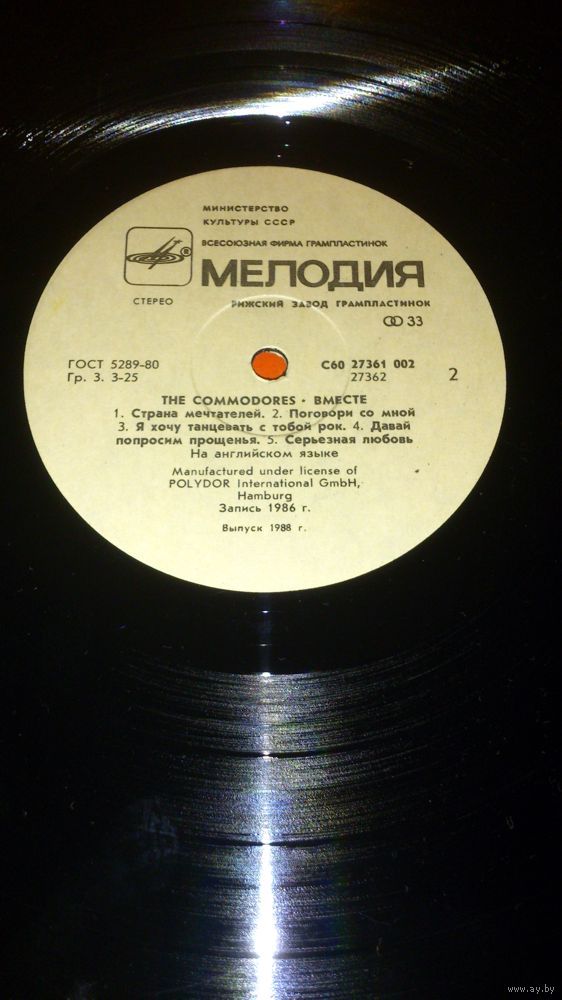 МИНИСТЕРСТВО
КУЛЬТУРЫ СССР
ВСЕСОЮЗНАЯ ФИРМА ГРАМПЛАСТИНОК
®
МЕЛОДИЯ
СТЕРЕО
РИЖСКИЙ ЗАВОД ГРАМПЛАСТИНОК
33
ГОСТ 5289-80
Гр. 3. 3-25
С60 27361 002
27362
2
THE COMMODORES · ВМЕСТЕ
1. Страна мечтателей. 2. Поговори со мной
3. Я хочу танцевать с тобой рок. 4. Давай
попросим прощенья. 5. Серьезная любовь
На английском языке
Manufactured under license of
POLYDOR International GmbH,
Hamburg
Запись 1986 г.
Выпуск 1988 г.
www.ay.by